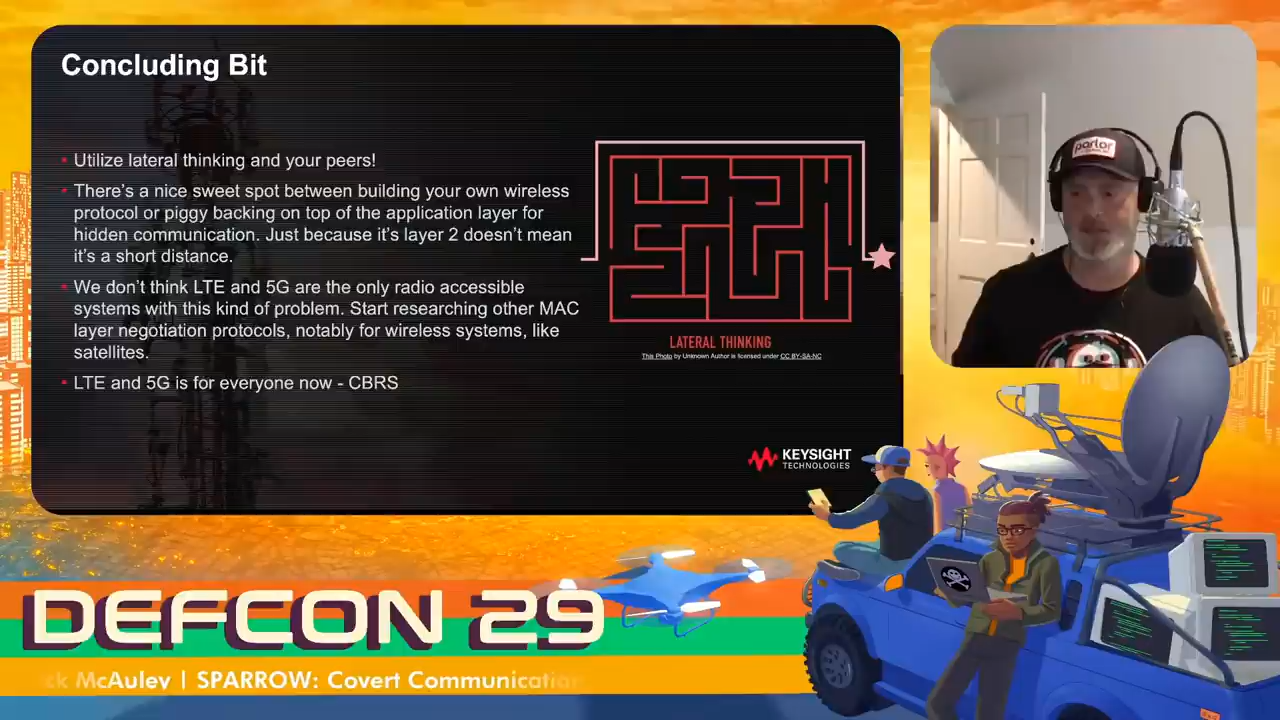 Concluding Bit
Utilize lateral thinking and your peers!
There's a nice sweet spot between building your own wireless
protocol or piggy backing on top of the application layer for
hidden communication. Just because it's layer 2 doesn't mean
it's a short distance.
We don't think LTE and 5G are the only radio accessible
systems with this kind of problem. Start researching other MAC
layer negotiation protocols, notably for wireless systems, like
satellites.
LTE and 5G is for everyone now - CBRS
LATERAL THINKING
This Photo by Unknown Author is licensed under CC BY-SA-NC
KEYSIGHT
TECHNOLOGIES
parlor
DEFCON 29
ck McAuley | SPARROW: Covert Communication